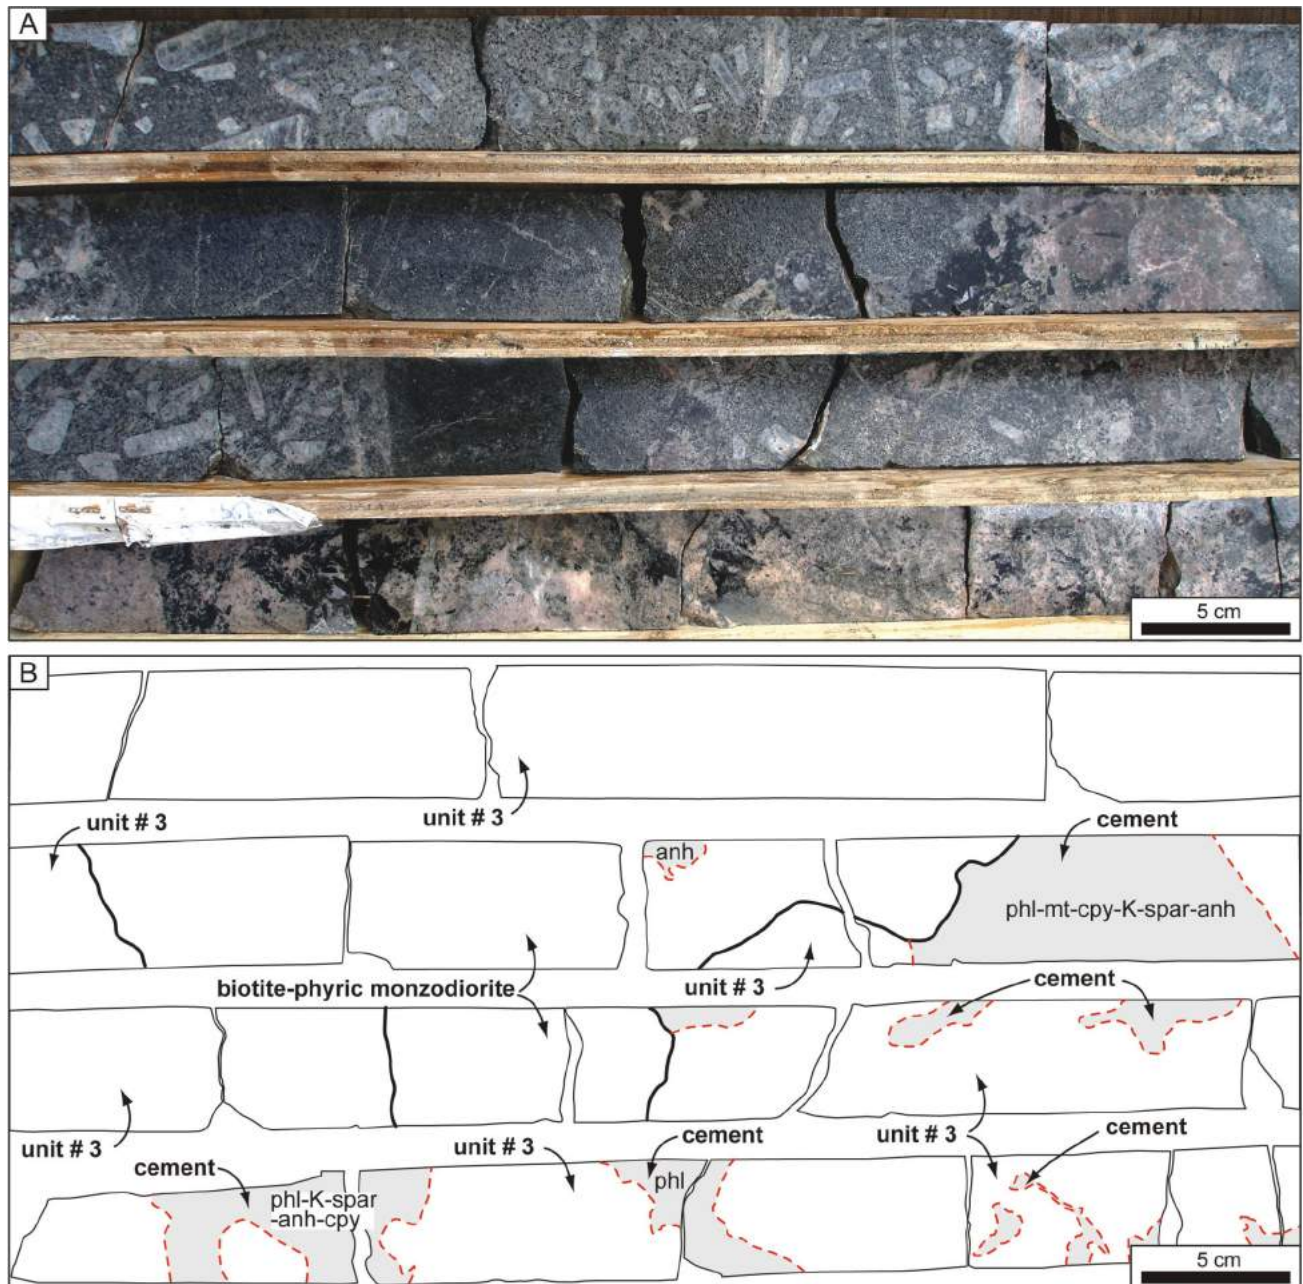 A
5 cm
B
unit # 3
unit # 3
cement
anh
phl-mt-cpy-K-spar-anh
biotite-phyric monzodiorite
unit # 3
cement
unit # 3
unit # 3
cement
unit # 3
cement
cement
phl-K-spar
-anh-cpy
phl
5 cm